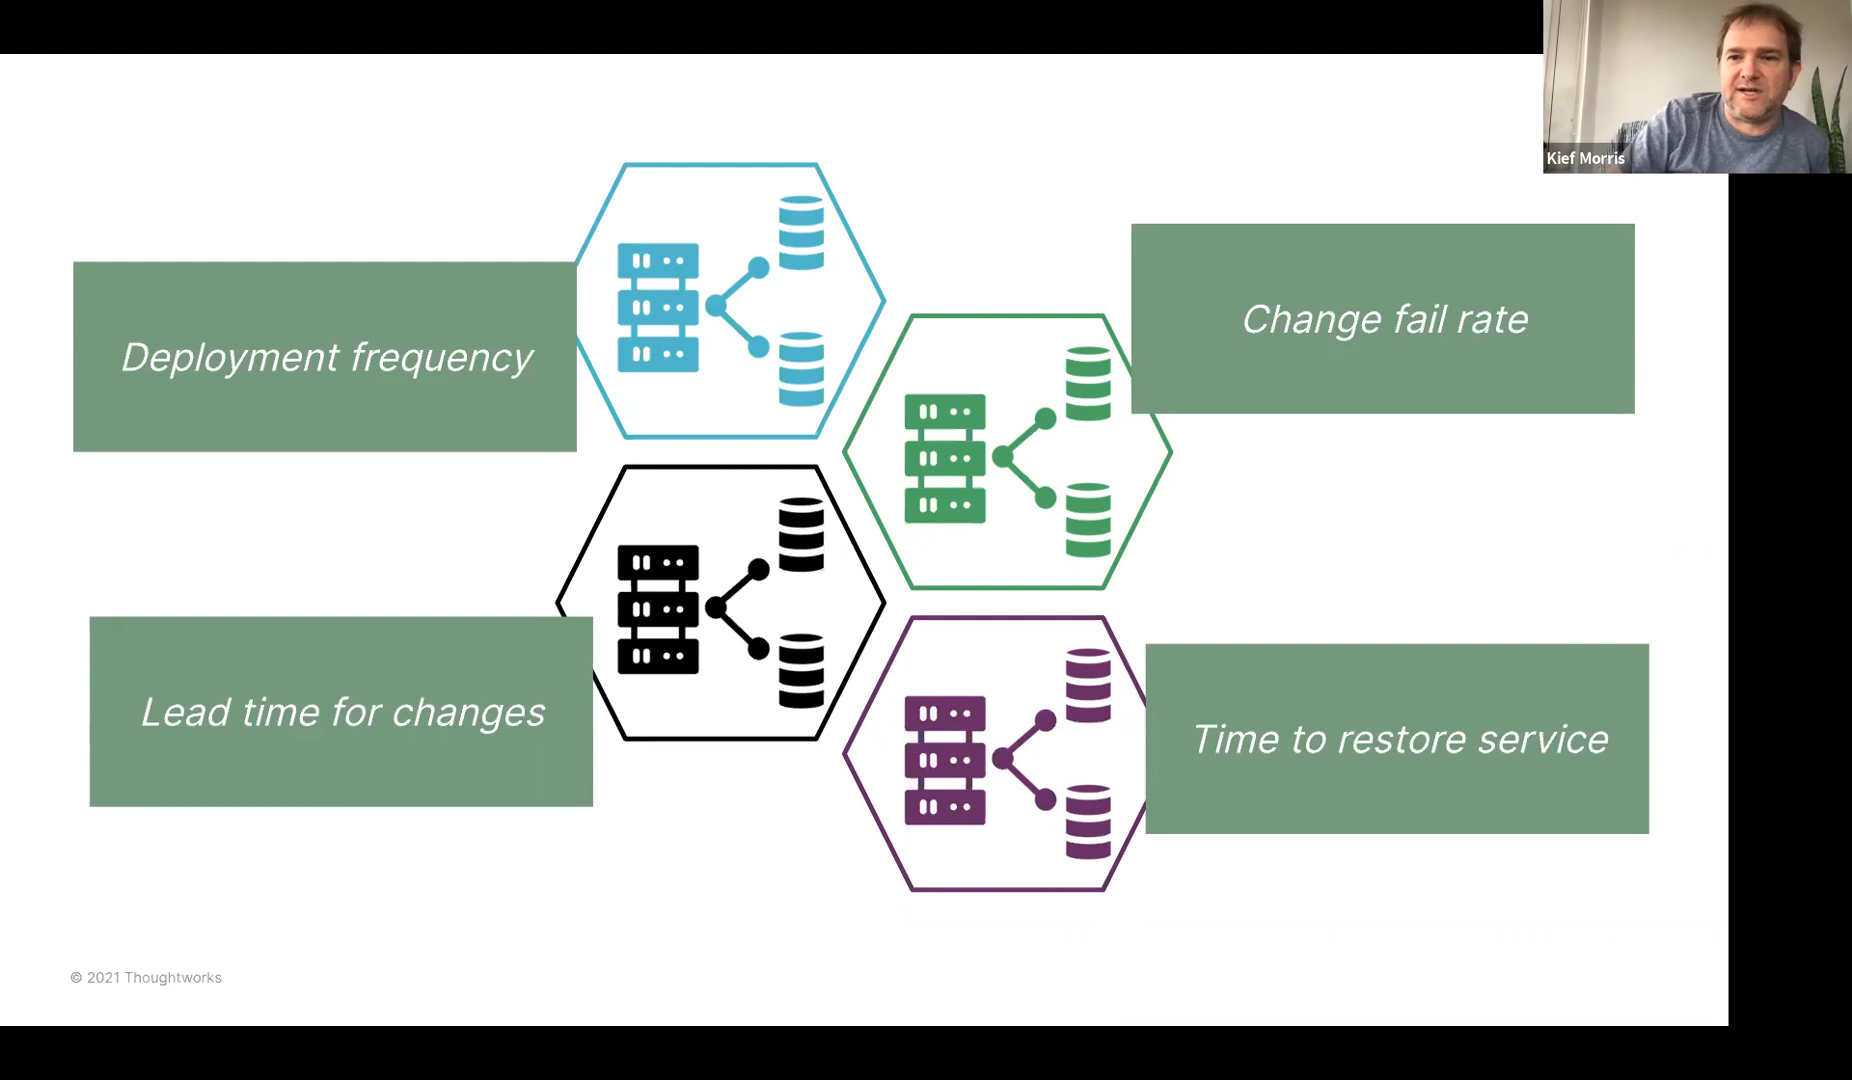 Kief Morris
Deployment frequency
Change fail rate
Lead time for changes
Time to restore service
© 2021 Thoughtworks